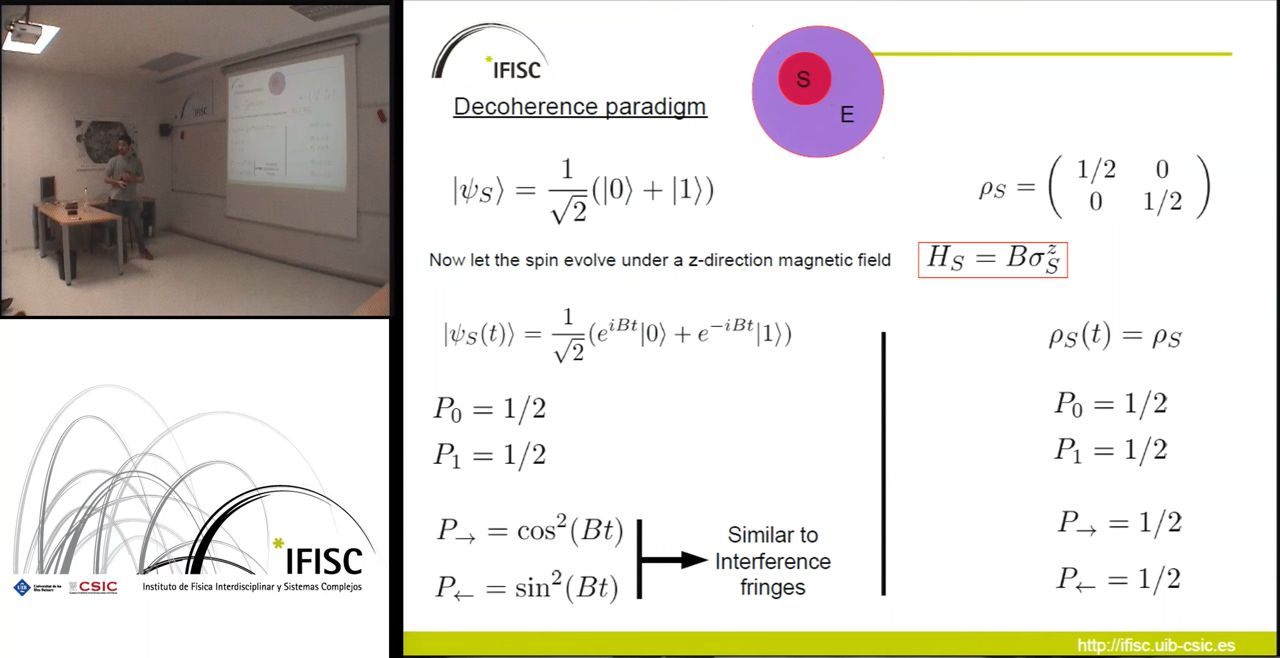 *IFISC
Decoherence paradigm
S
E
|ψ_S⟩ = 1/√2 (|0⟩ + |1⟩)
ρ_S = ( 1/2 0
0 1/2 )
Now let the spin evolve under a z-direction magnetic field
H_S = Bσ_S^z
|ψ_S(t)⟩ = 1/√2 (e^{iBt}|0⟩ + e^{-iBt}|1⟩)
ρ_S(t) = ρ_S
P_0 = 1/2
P_1 = 1/2
P_→ = cos²(Bt)
P_← = sin²(Bt)
Similar to
Interference
fringes
P_0 = 1/2
P_1 = 1/2
P_→ = 1/2
P_← = 1/2
http://ifisc.uib-csic.es
*IFISC
UIB
CSIC
Instituto de Física Interdisciplinar y Sistemas Complejos